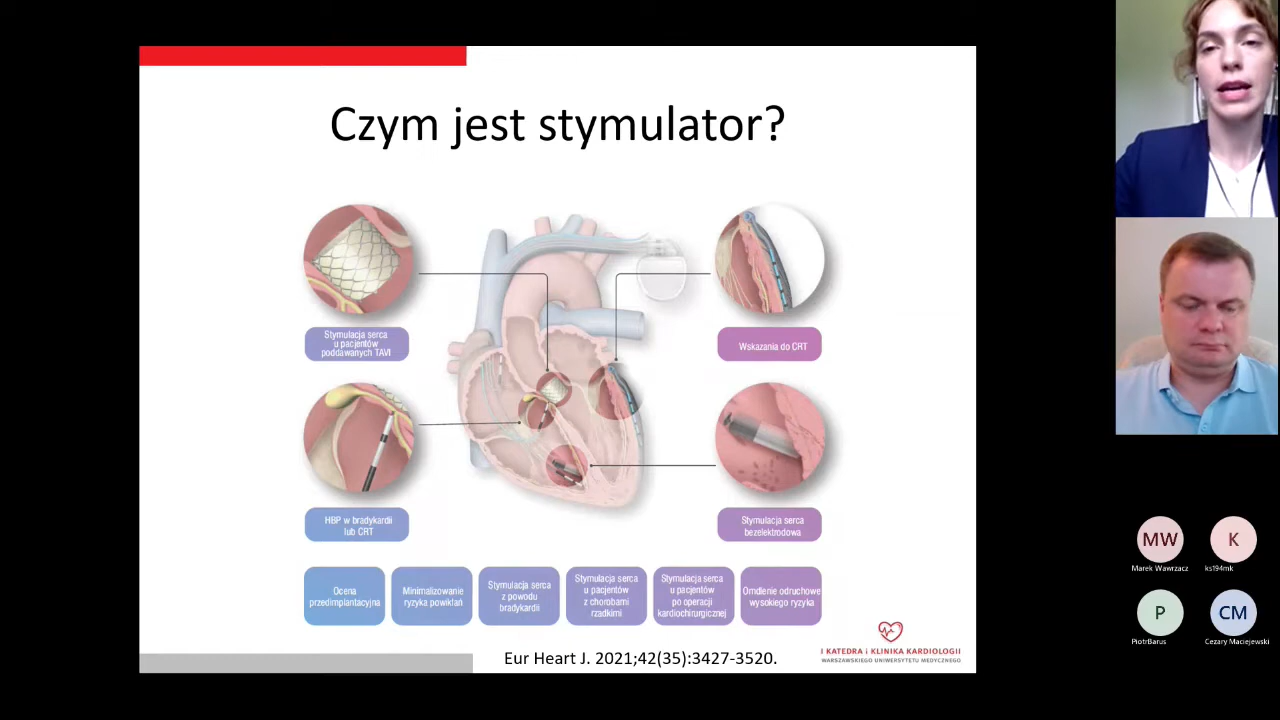 Czym jest stymulator?
Stymulacja serca
u pacjentów
poddawanych TAVI
Wskazania do CRT
HBP w bradykardii
lub CRT
Stymulacja serca
bezelektrodowa
Ocena
przedimplantacyjna
Minimalizowanie
ryzyka powikłań
Stymulacja serca
z powodu
bradykardii
Stymulacja serca
u pacjentów
z chorobami
rzadkimi
Stymulacja serca
u pacjentów
po operacji
kardiochirurgicznej
Omdlenie odruchowe
wysokiego ryzyka
Eur Heart J. 2021;42(35):3427-3520.
I KATEDRA i KLINIKA KARDIOLOGII
WARSZAWSKIEGO UNIWERSYTETU MEDYCZNEGO
MW
K
Marek Wawrzacz
ks194mk
P
CM
PiotrBarus
Cezary Maciejewski